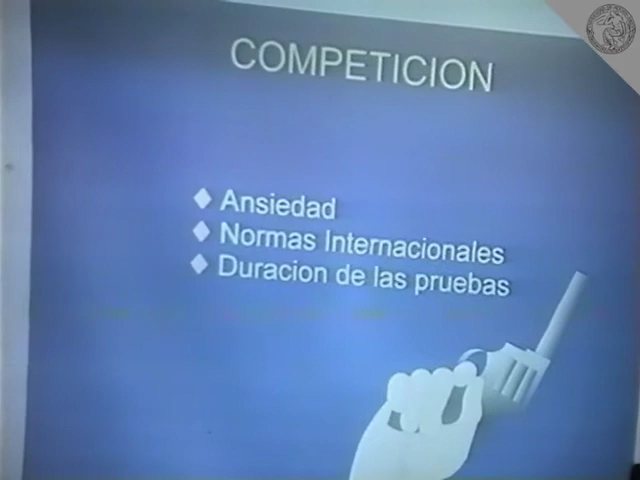 COMPETICION
Ansiedad
Normas Internacionales
Duracion de las pruebas